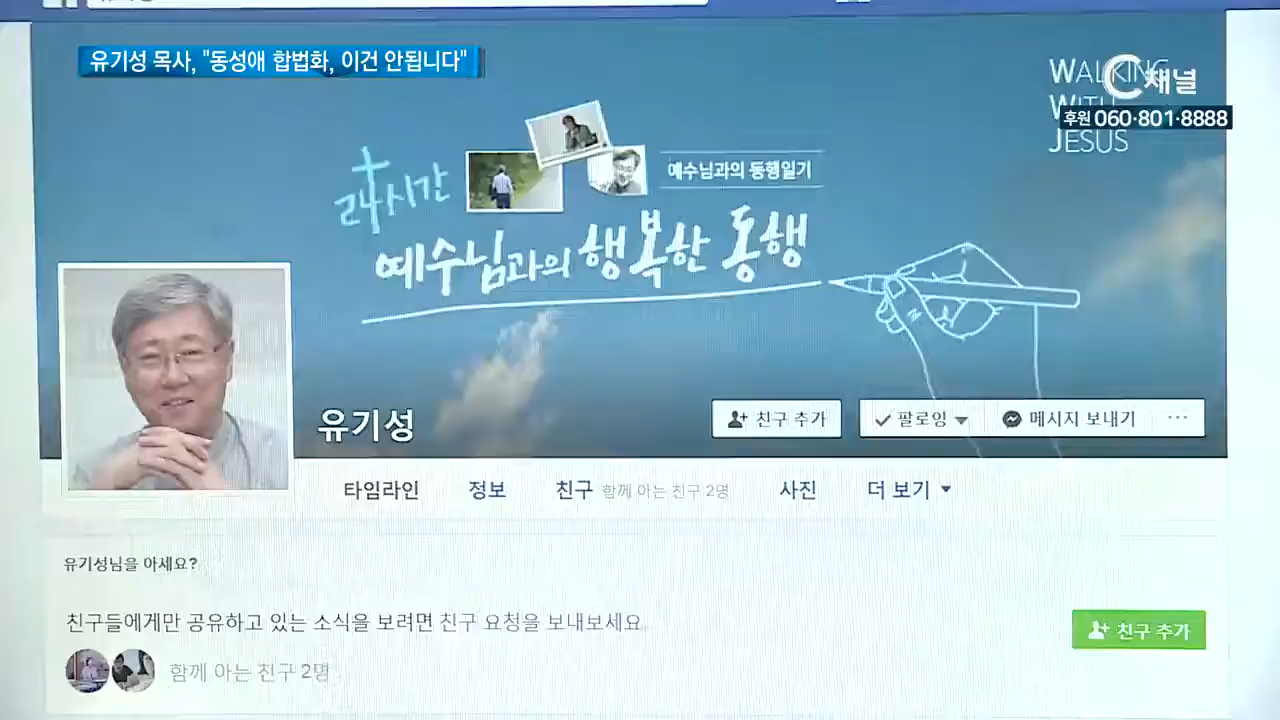 유기성 목사, "동성애 합법화, 이건 안됩니다"
WALKING
WITH
JESUS
C채널
후원 060·801·8888
24시간
예수님과의 동행일기
예수님과의 행복한 동행
유기성
친구 추가
팔로잉
메시지 보내기
타임라인
정보
친구 함께 아는 친구 2명
사진
더 보기
유기성님을 아세요?
친구들에게만 공유하고 있는 소식을 보려면 친구 요청을 보내보세요.
친구 추가
함께 아는 친구 2명